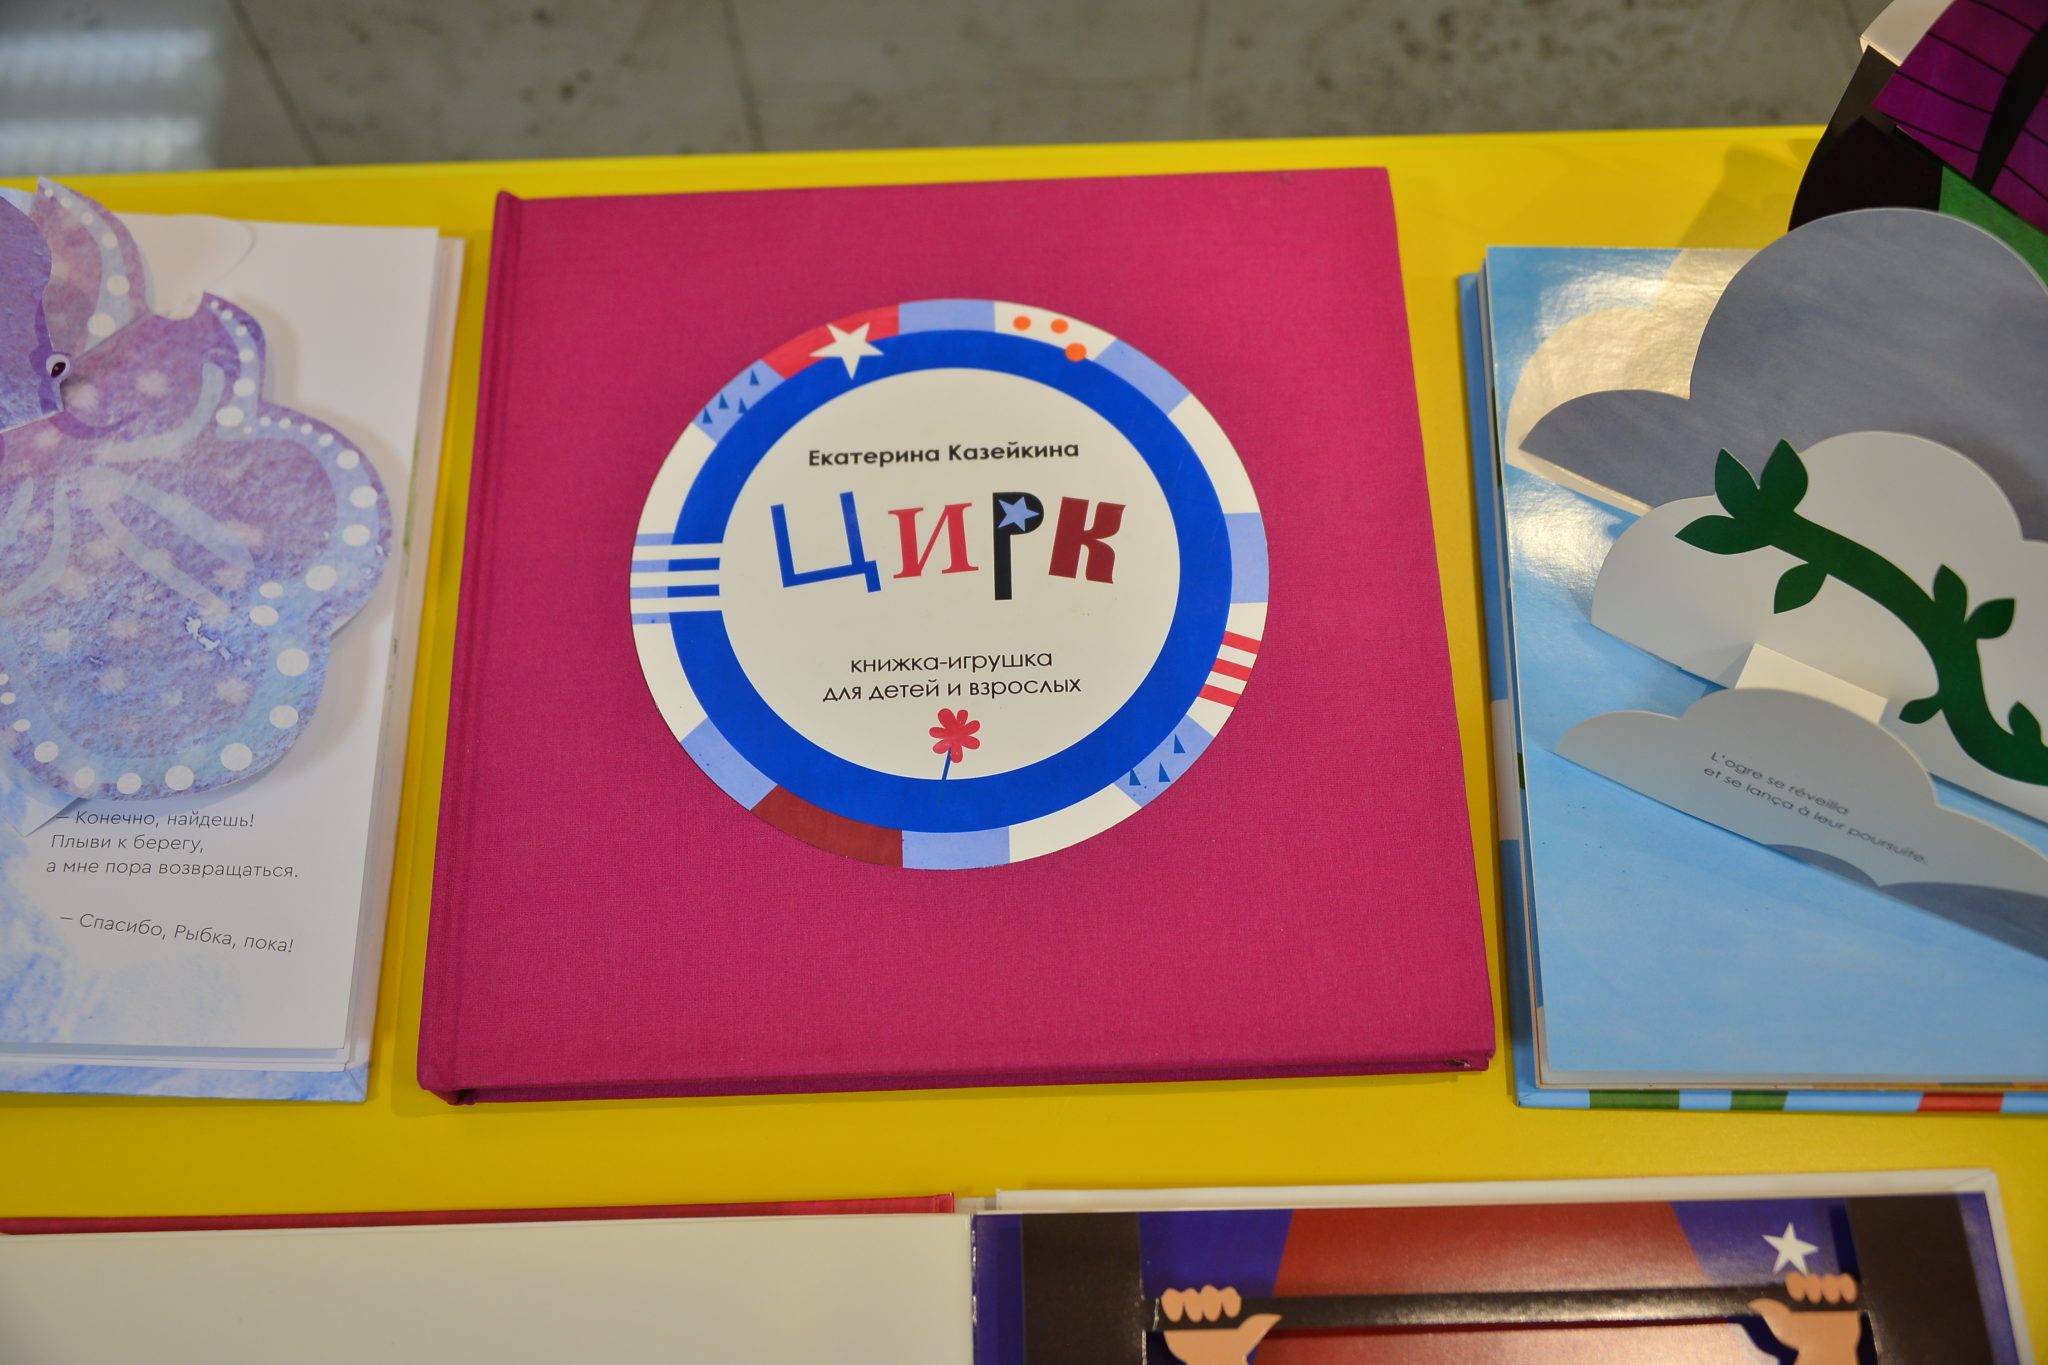 Екатерина Казейкина
ЦИРК
книжка-игрушка
для детей и взрослых
– Конечно, найдешь!
Плыви к берегу,
а мне пора возвращаться.
– Спасибо, Рыбка, пока!
L'ogre se réveilla
et se lança à leur poursuite.